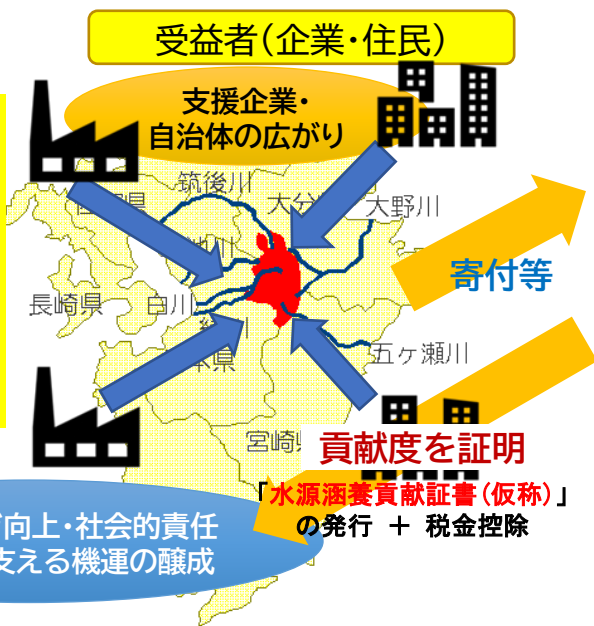 受益者（企業・住民）
支援企業・
自治体の広がり
筑後川
大分
大野川
寄付等
長崎県
白川
五ヶ瀬川
宮崎
貢献度を証明
「水源涵養貢献証書（仮称）」
の発行 ＋ 税金控除
向上・社会的責任
支える機運の醸成